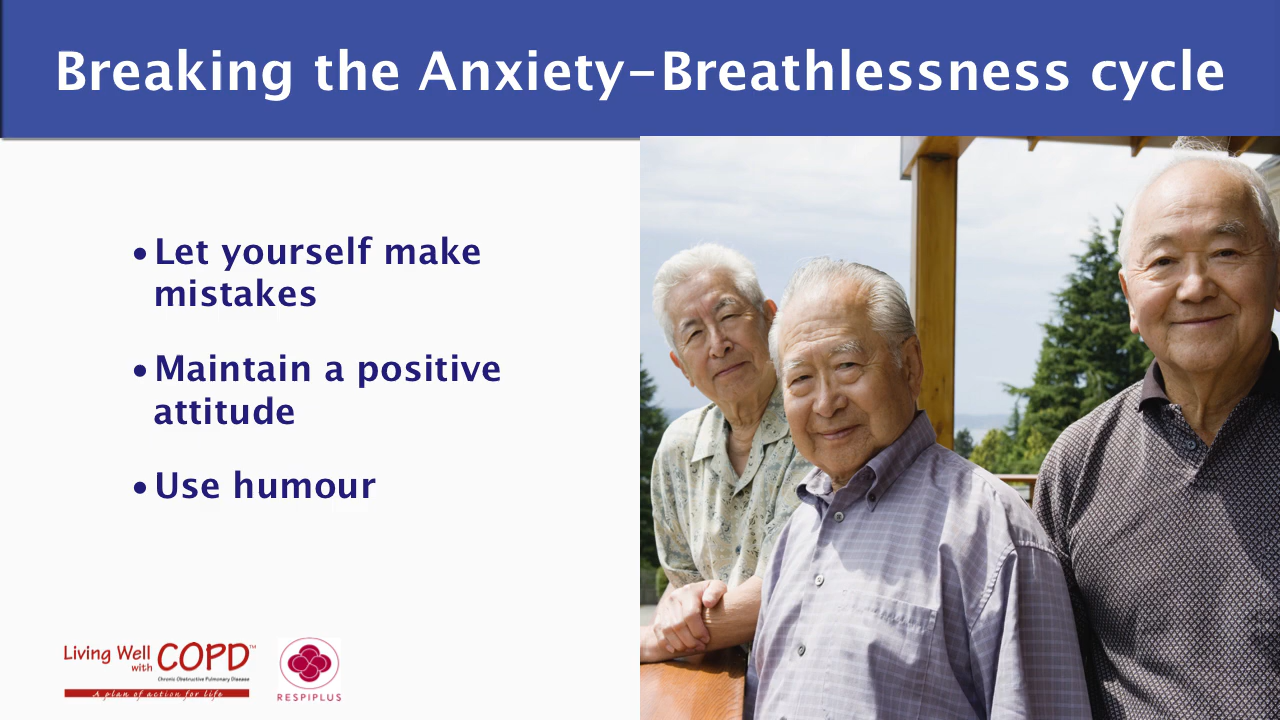 Breaking the Anxiety–Breathlessness cycle
• Let yourself make
mistakes
• Maintain a positive
attitude
• Use humour
Living Well
with COPD™
Chronic Obstructive Pulmonary Disease
A plan of action for life
RESPIPLUS